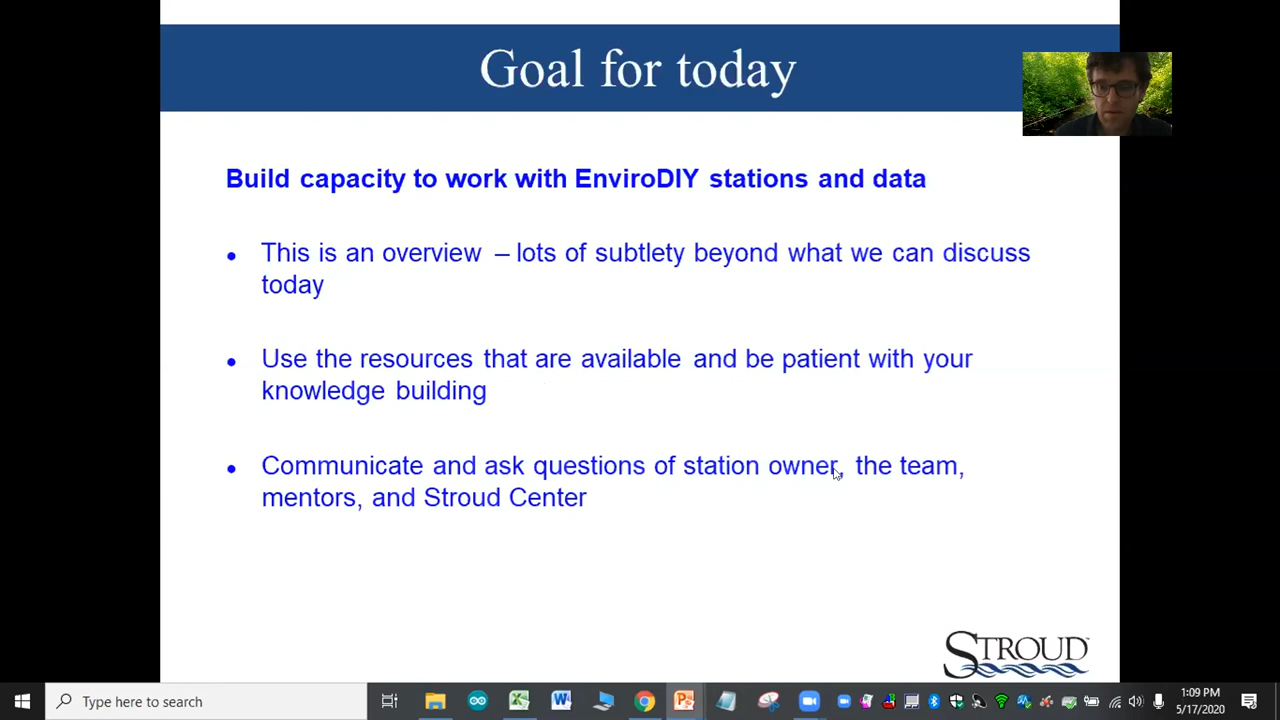 Goal for today
Build capacity to work with EnviroDIY stations and data
• This is an overview – lots of subtlety beyond what we can discuss
today
• Use the resources that are available and be patient with your
knowledge building
• Communicate and ask questions of station owner, the team,
mentors, and Stroud Center
STROUD
Type here to search
1:09 PM
5/17/2020